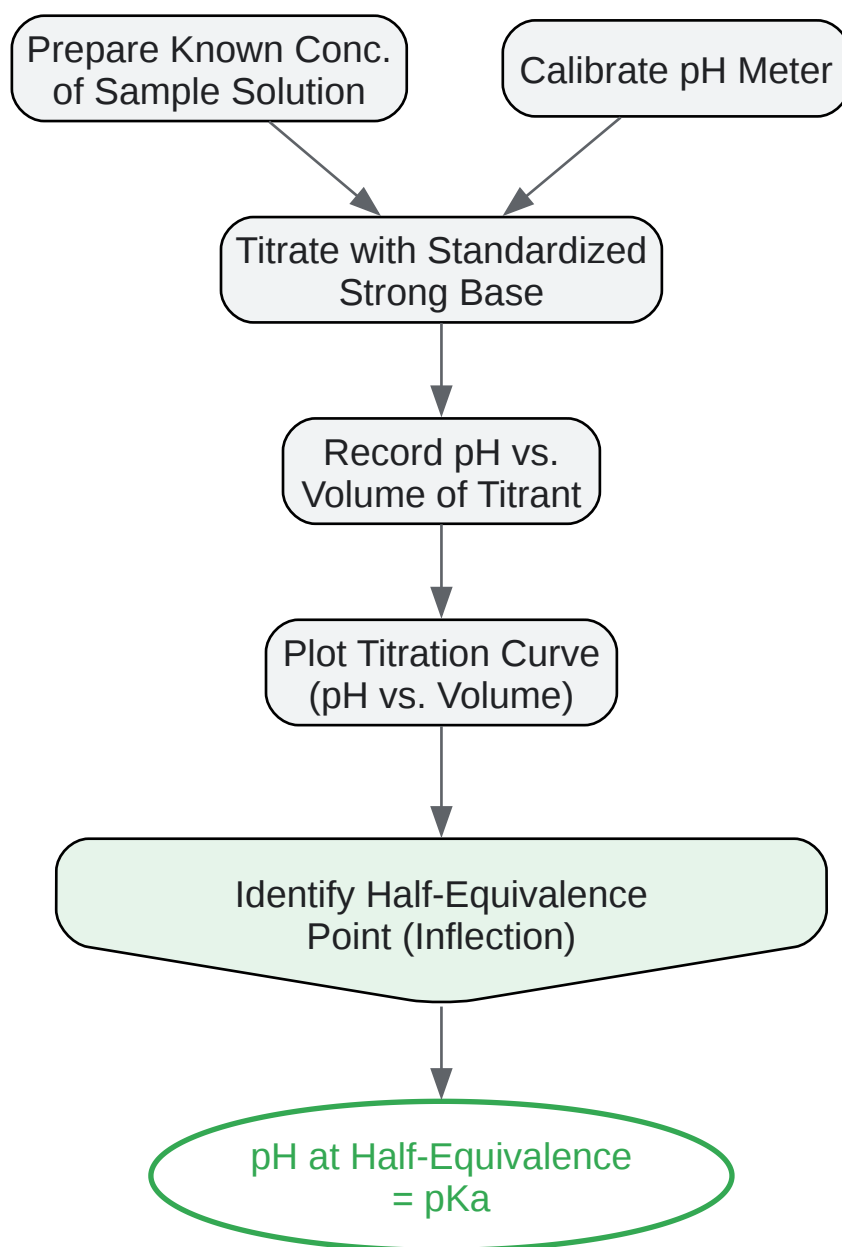 Prepare Known Conc.
of Sample Solution
Calibrate pH Meter
Titrate with Standardized
Strong Base
Record pH vs.
Volume of Titrant
Plot Titration Curve
(pH vs. Volume)
Identify Half-Equivalence
Point (Inflection)
pH at Half-Equivalence
= pKa